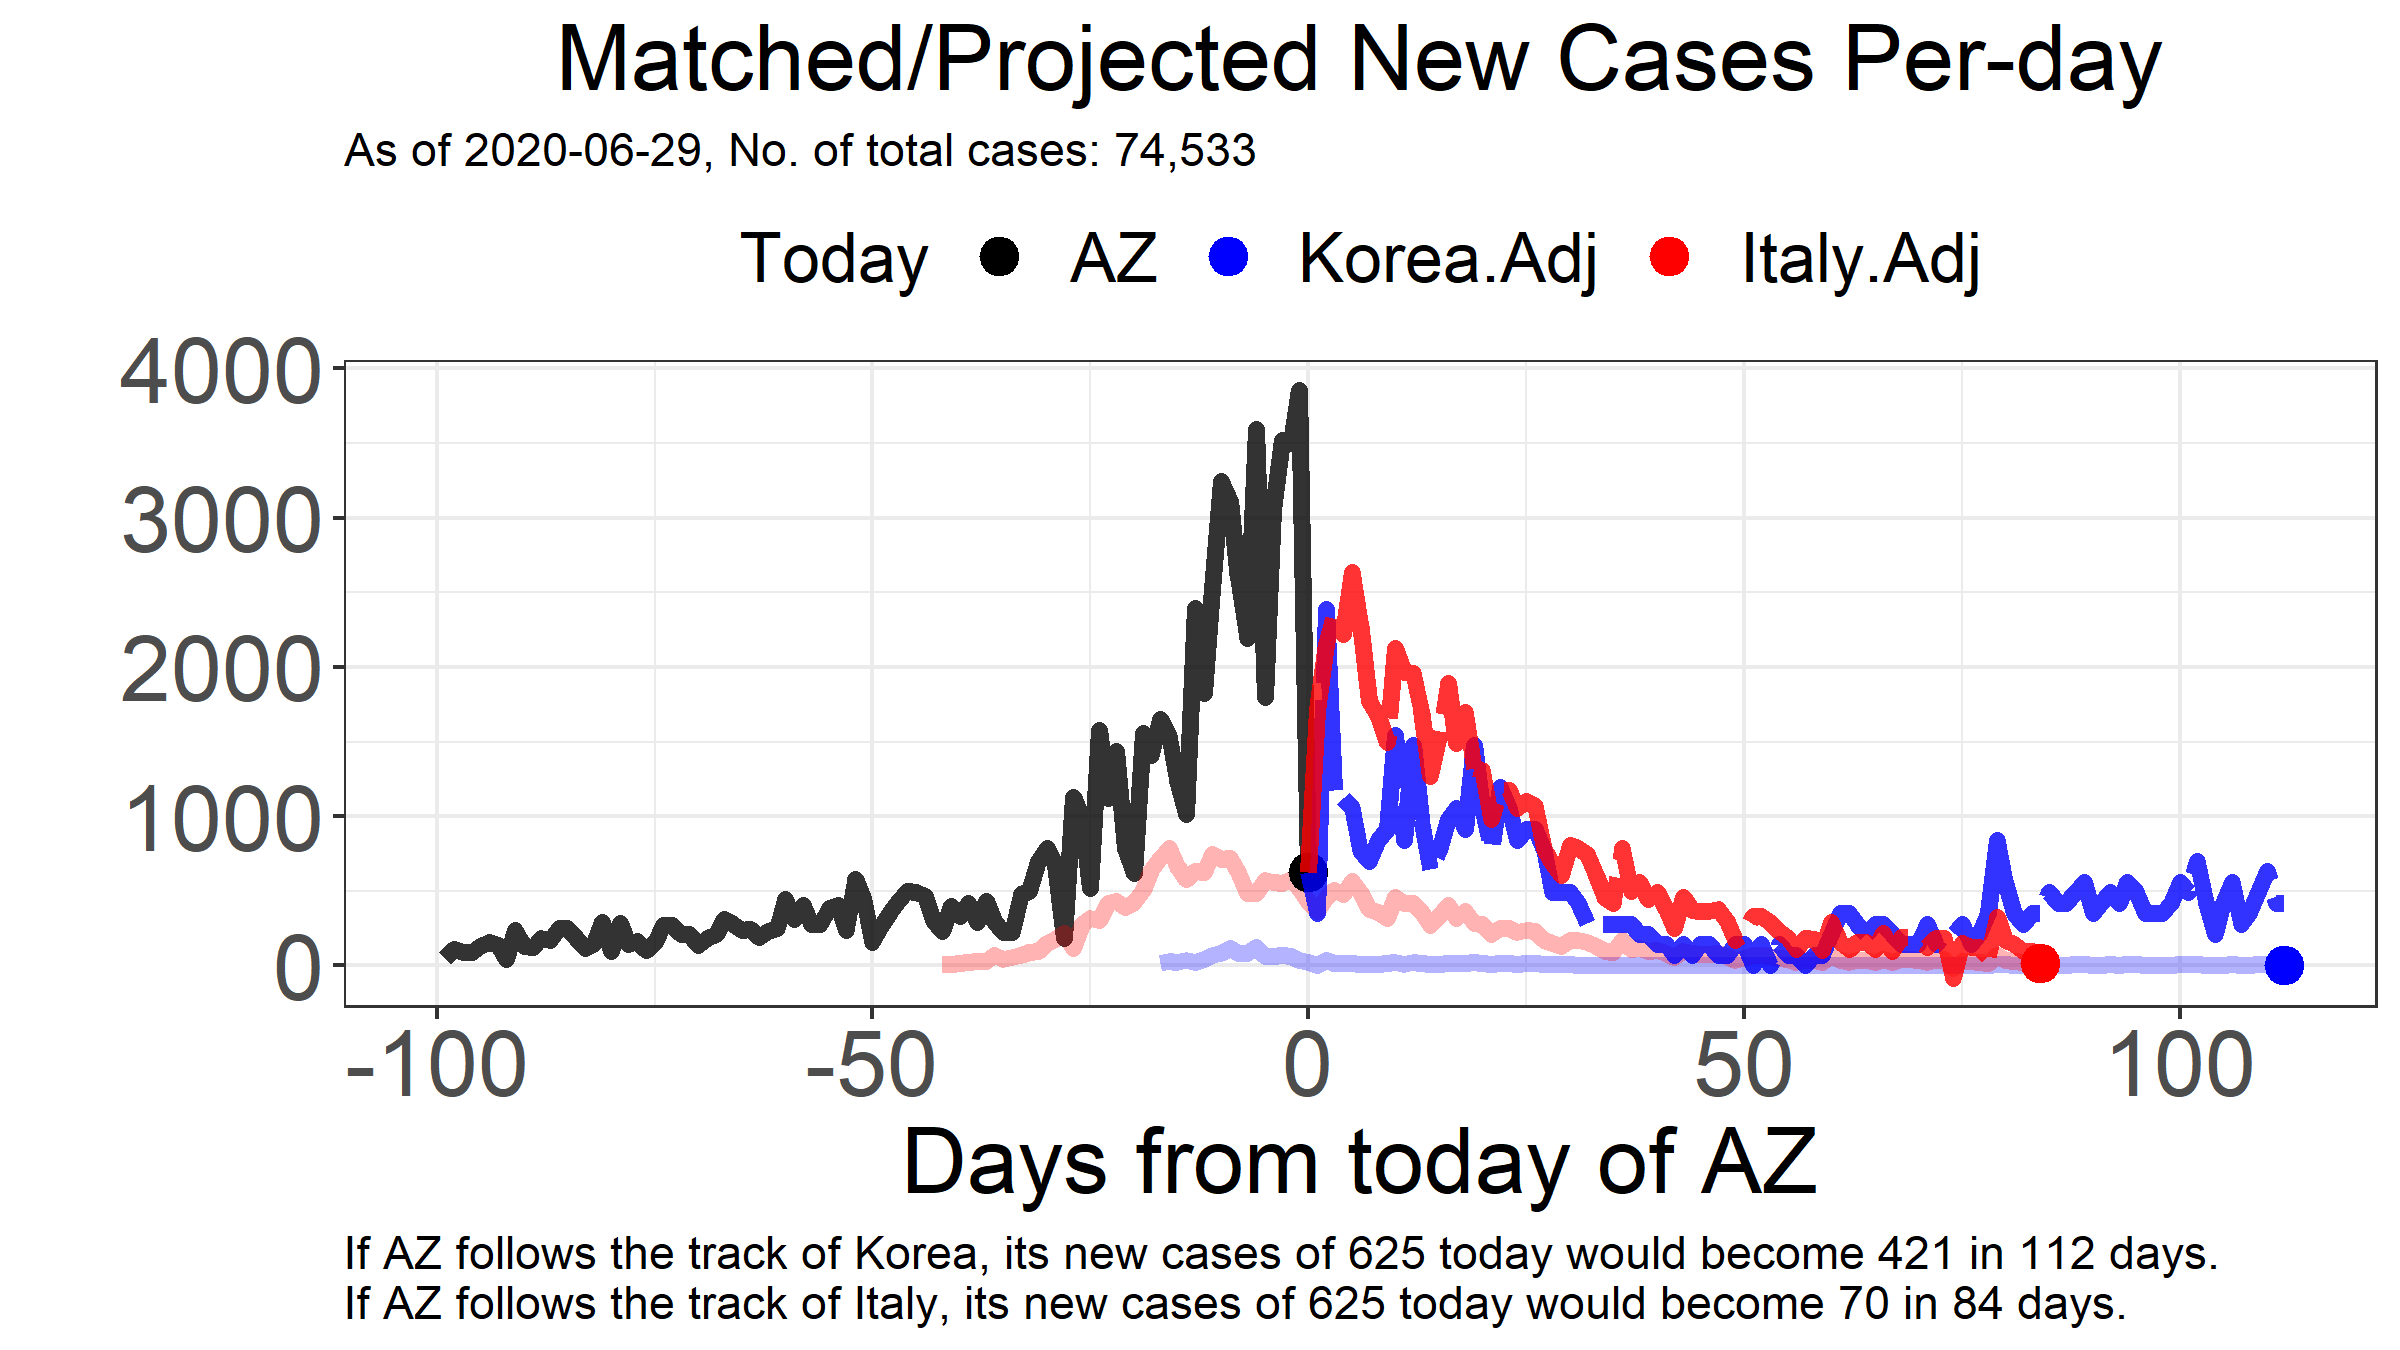 Matched/Projected New Cases Per-day
As of 2020-06-29, No. of total cases: 74,533
Today AZ Korea.Adj Italy.Adj
4000
3000
2000
1000
0
-100 -50 0 50 100
Days from today of AZ
If AZ follows the track of Korea, its new cases of 625 today would become 421 in 112 days.
If AZ follows the track of Italy, its new cases of 625 today would become 70 in 84 days.